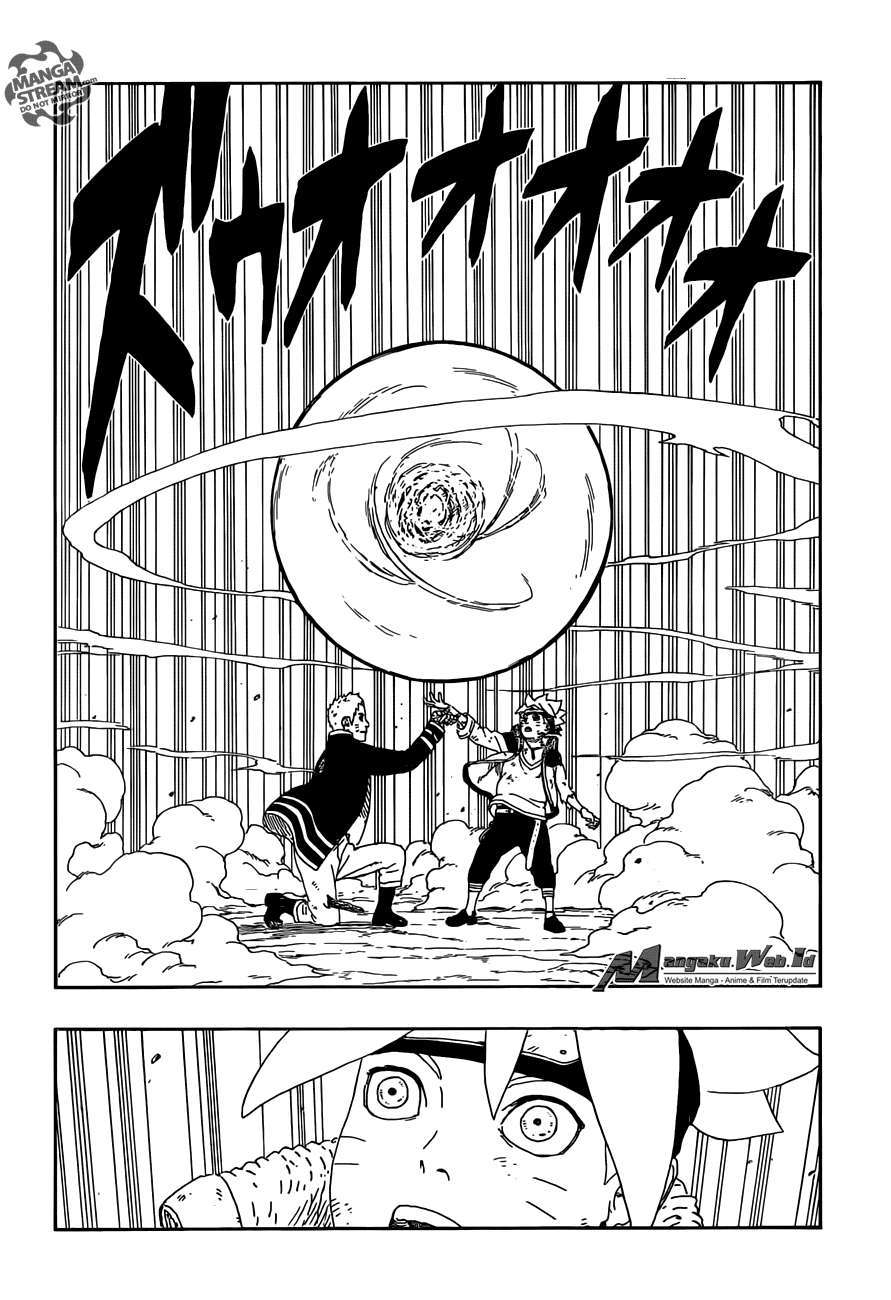 MANGA
STREAM.com
DO NOT MIRROR
ズゥオオオオオ
Mangaku.Web.Id
Website Manga - Anime & Film Terupdate